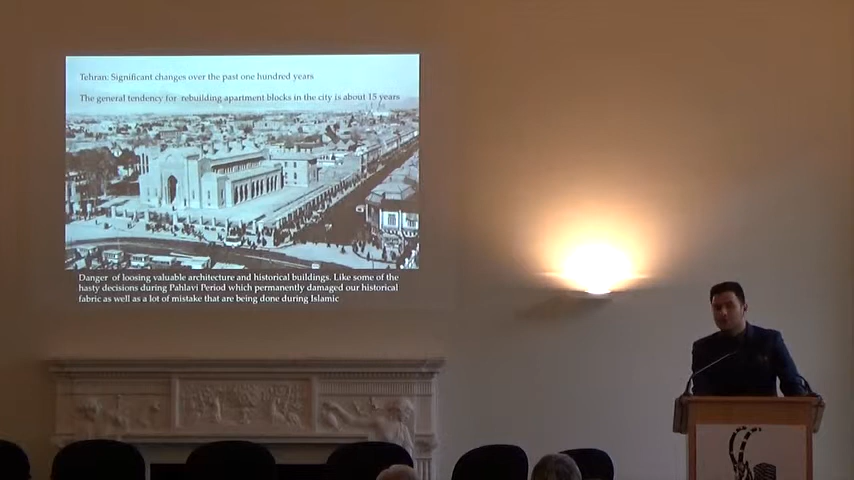 Tehran: Significant changes over the past one hundred years
The general tendency for rebuilding apartment blocks in the city is about 15 years
Danger of loosing valuable architecture and historical buildings. Like some of the
hasty decisions during Pahlavi Period which permanently damaged our historical
fabric as well as a lot of mistake that are being done during Islamic